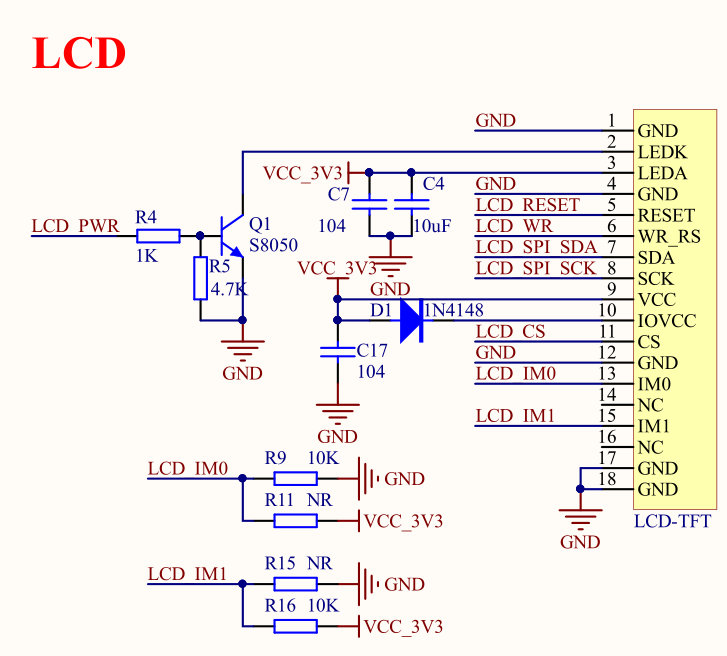 LCD
GND 1 GND
2 LEDK
VCC_3V3 3 LEDA
C7 C4
GND 4 GND
LCD_RESET 5 RESET
104 10uF
LCD_PWR R4 Q1 LCD_WR 6 WR_RS
1K S8050 LCD_SPI_SDA 7 SDA
R5 VCC_3V3 LCD_SPI_SCK 8 SCK
4.7K GND 9 VCC
D1 1N4148 10 IOVCC
LCD_CS 11 CS
C17 GND 12 GND
GND 104 LCD_IM0 13 IM0
14 NC
LCD_IM1 15 IM1
GND 16 NC
17 GND
R9 10K
LCD_IM0 GND 18 GND
R11 NR
VCC_3V3 LCD-TFT
GND
R15 NR
LCD_IM1 GND
R16 10K
VCC_3V3